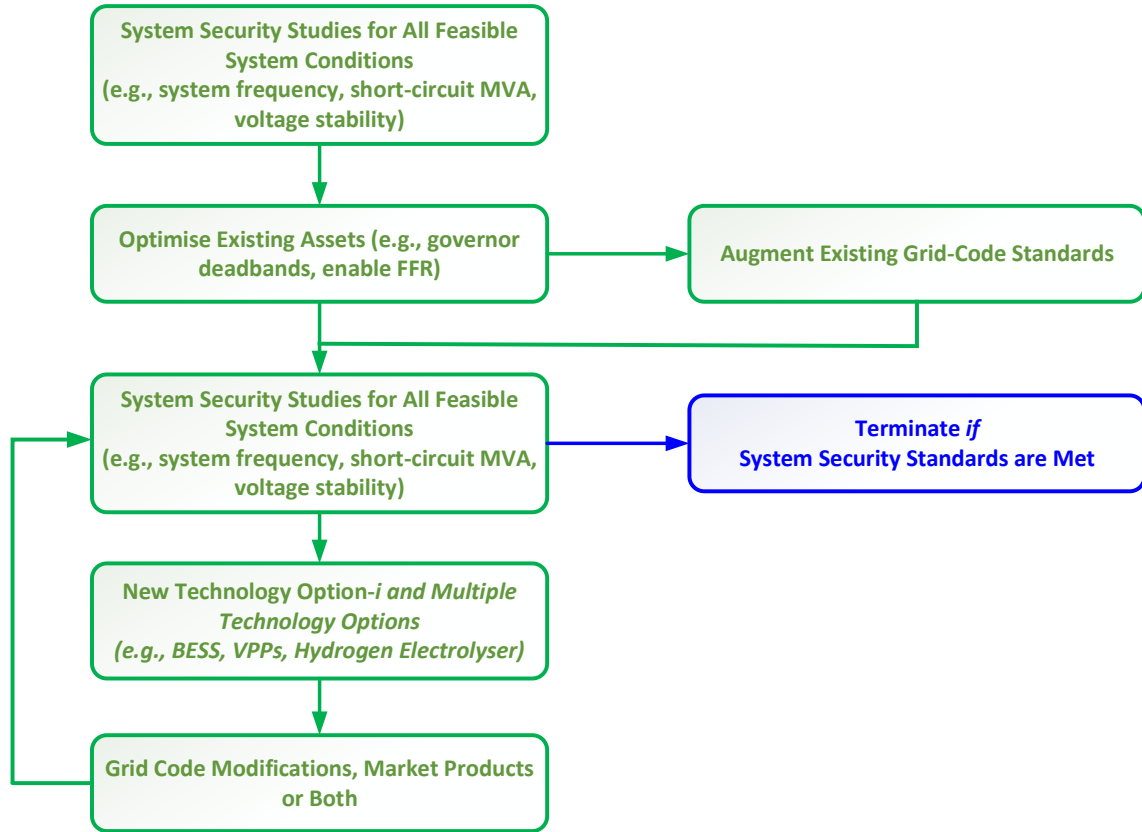 System Security Studies for All Feasible
System Conditions
(e.g., system frequency, short-circuit MVA,
voltage stability)
Optimise Existing Assets (e.g., governor
deadbands, enable FFR)
Augment Existing Grid-Code Standards
System Security Studies for All Feasible
System Conditions
(e.g., system frequency, short-circuit MVA,
voltage stability)
Terminate if
System Security Standards are Met
New Technology Option-i and Multiple
Technology Options
(e.g., BESS, VPPs, Hydrogen Electrolyser)
Grid Code Modifications, Market Products
or Both